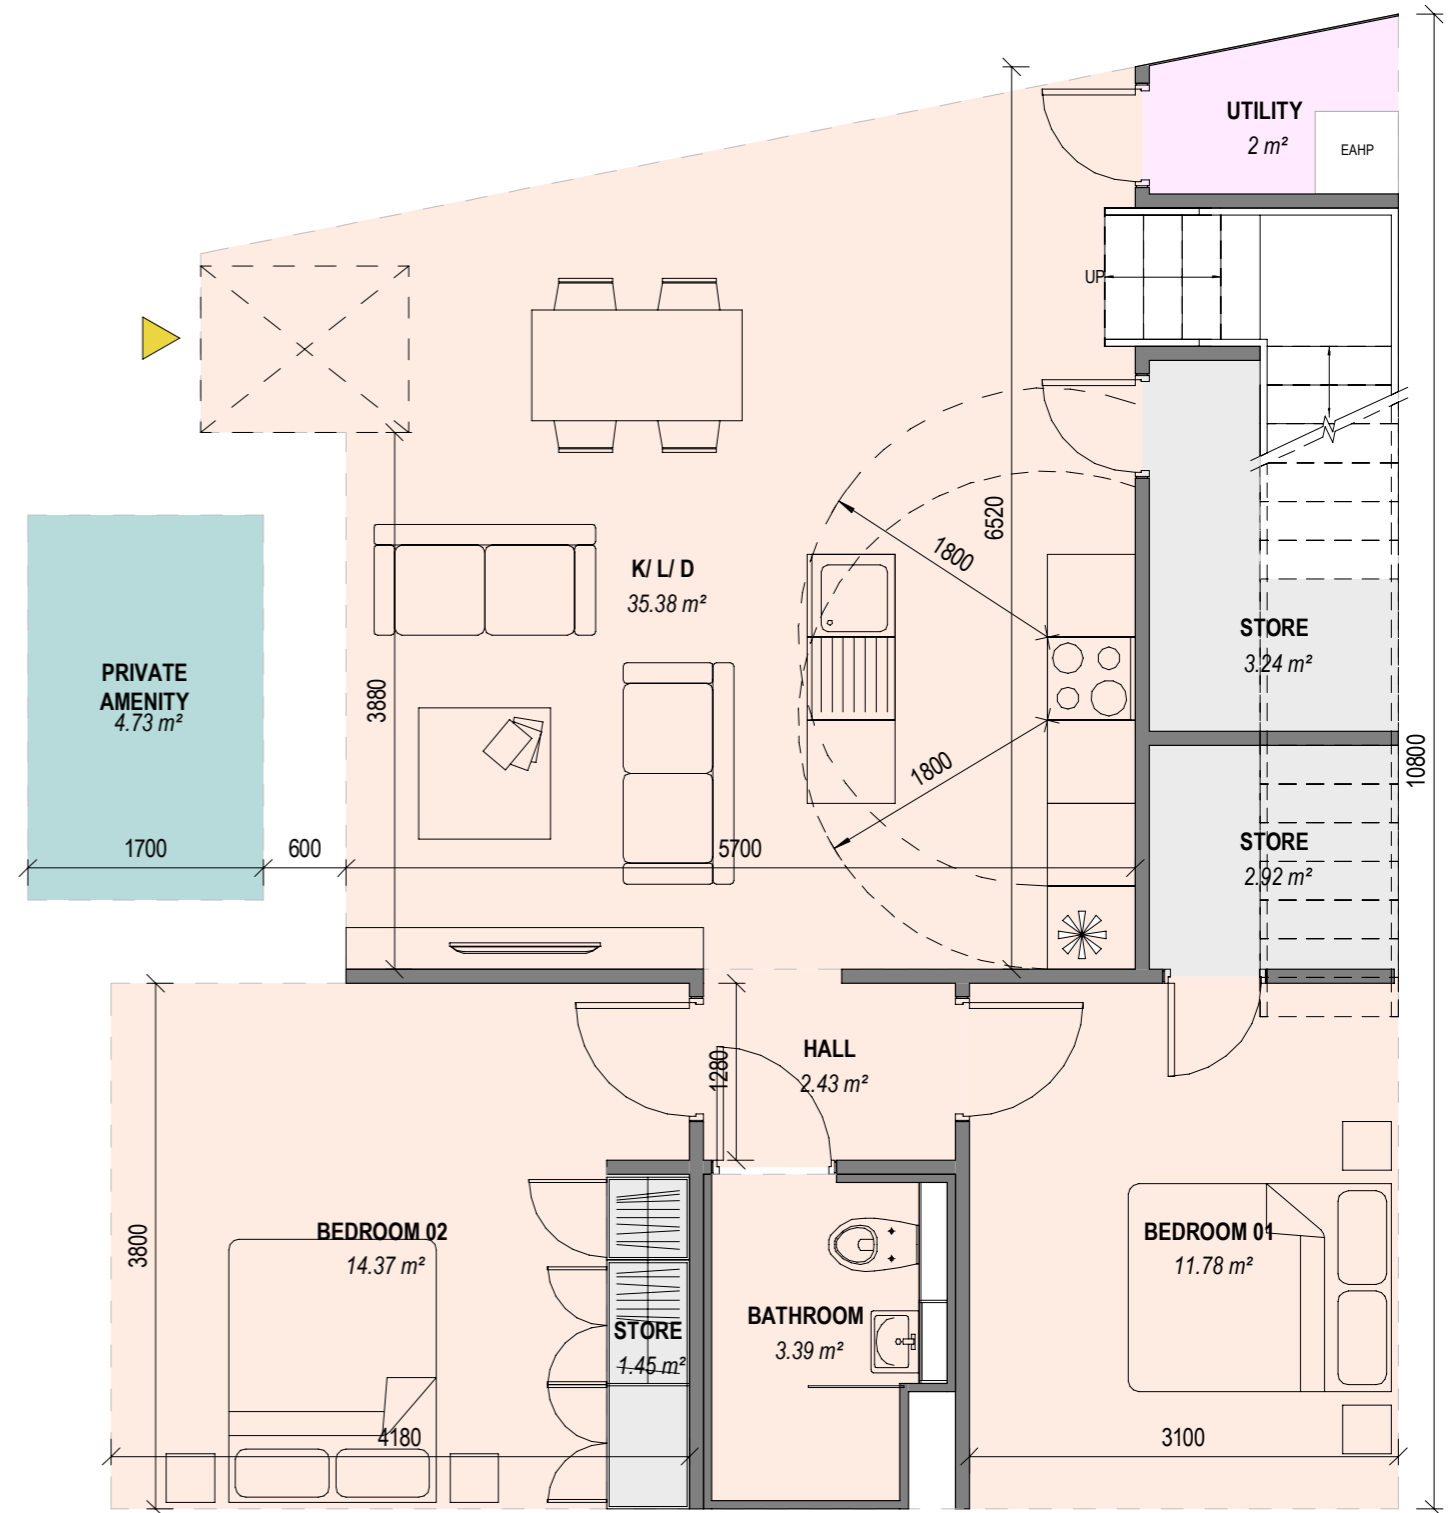 UTILITY
2 m²
EAHP
UP
6520
1800
K/ L/ D
35.38 m²
STORE
3.24 m²
PRIVATE
AMENITY
4.73 m²
3880
10800
1800
1700
600
5700
STORE
2.92 m²
HALL
2.43 m²
1280
3800
BEDROOM 02
14.37 m²
BEDROOM 01
11.78 m²
STORE
1.45 m²
BATHROOM
3.39 m²
4180
3100